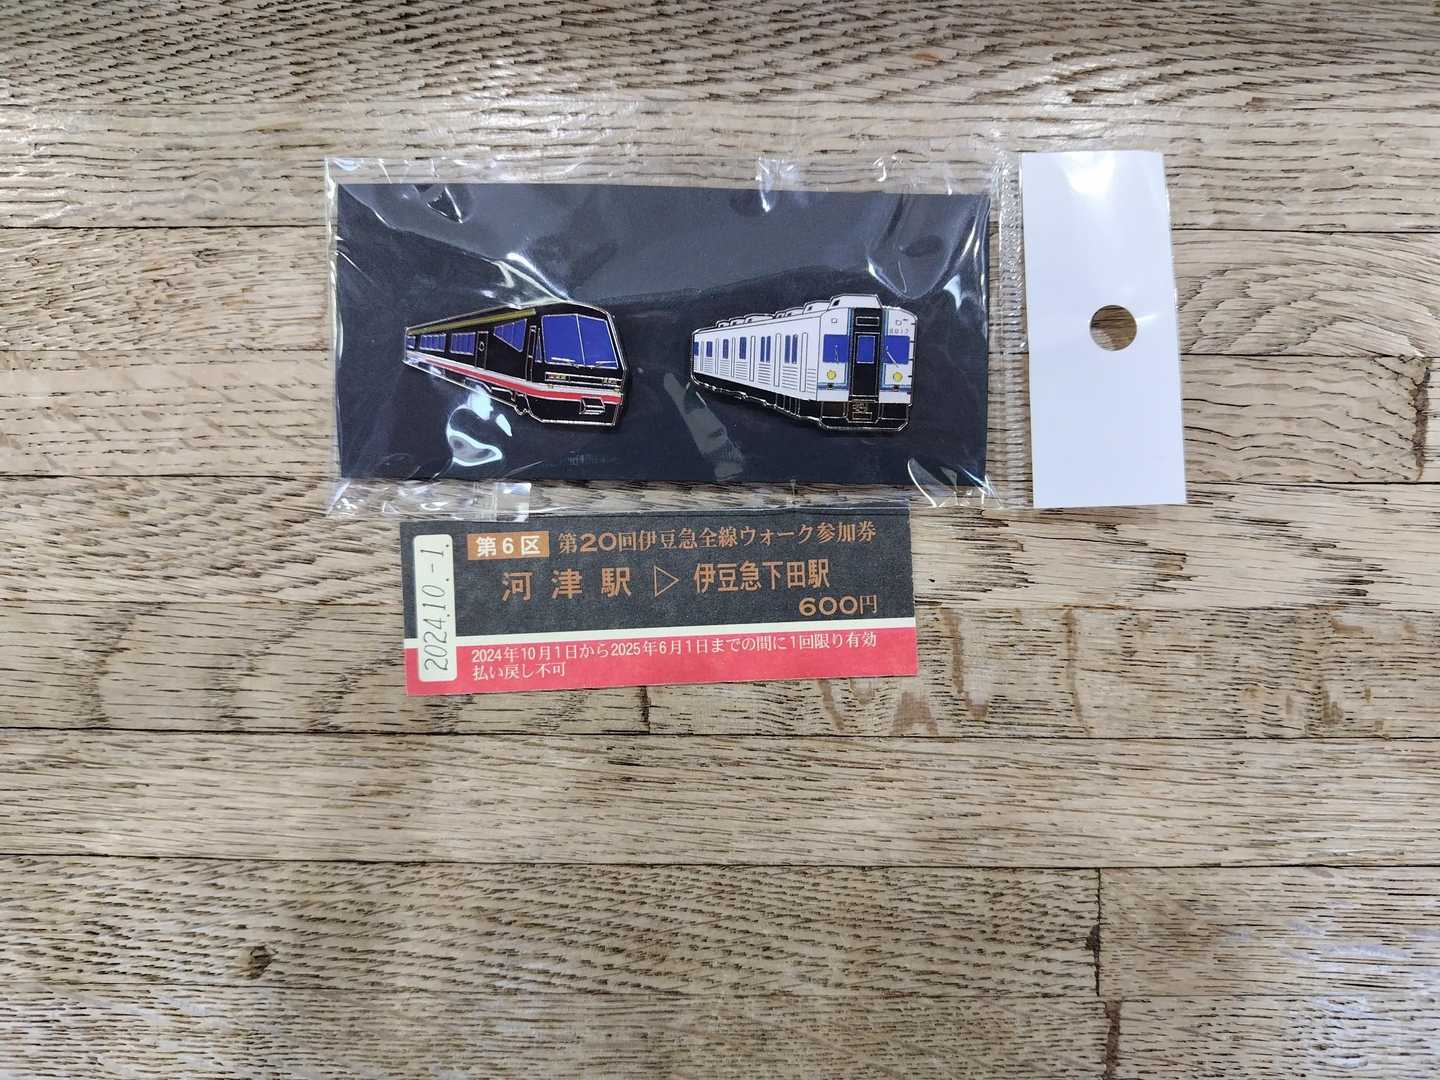 8017
2024.10.-1.
第6区 第20回伊豆急全線ウォーク参加券
河津駅 ▷ 伊豆急下田駅
600円
2024年10月1日から2025年6月1日までの間に1回限り有効
払い戻し不可